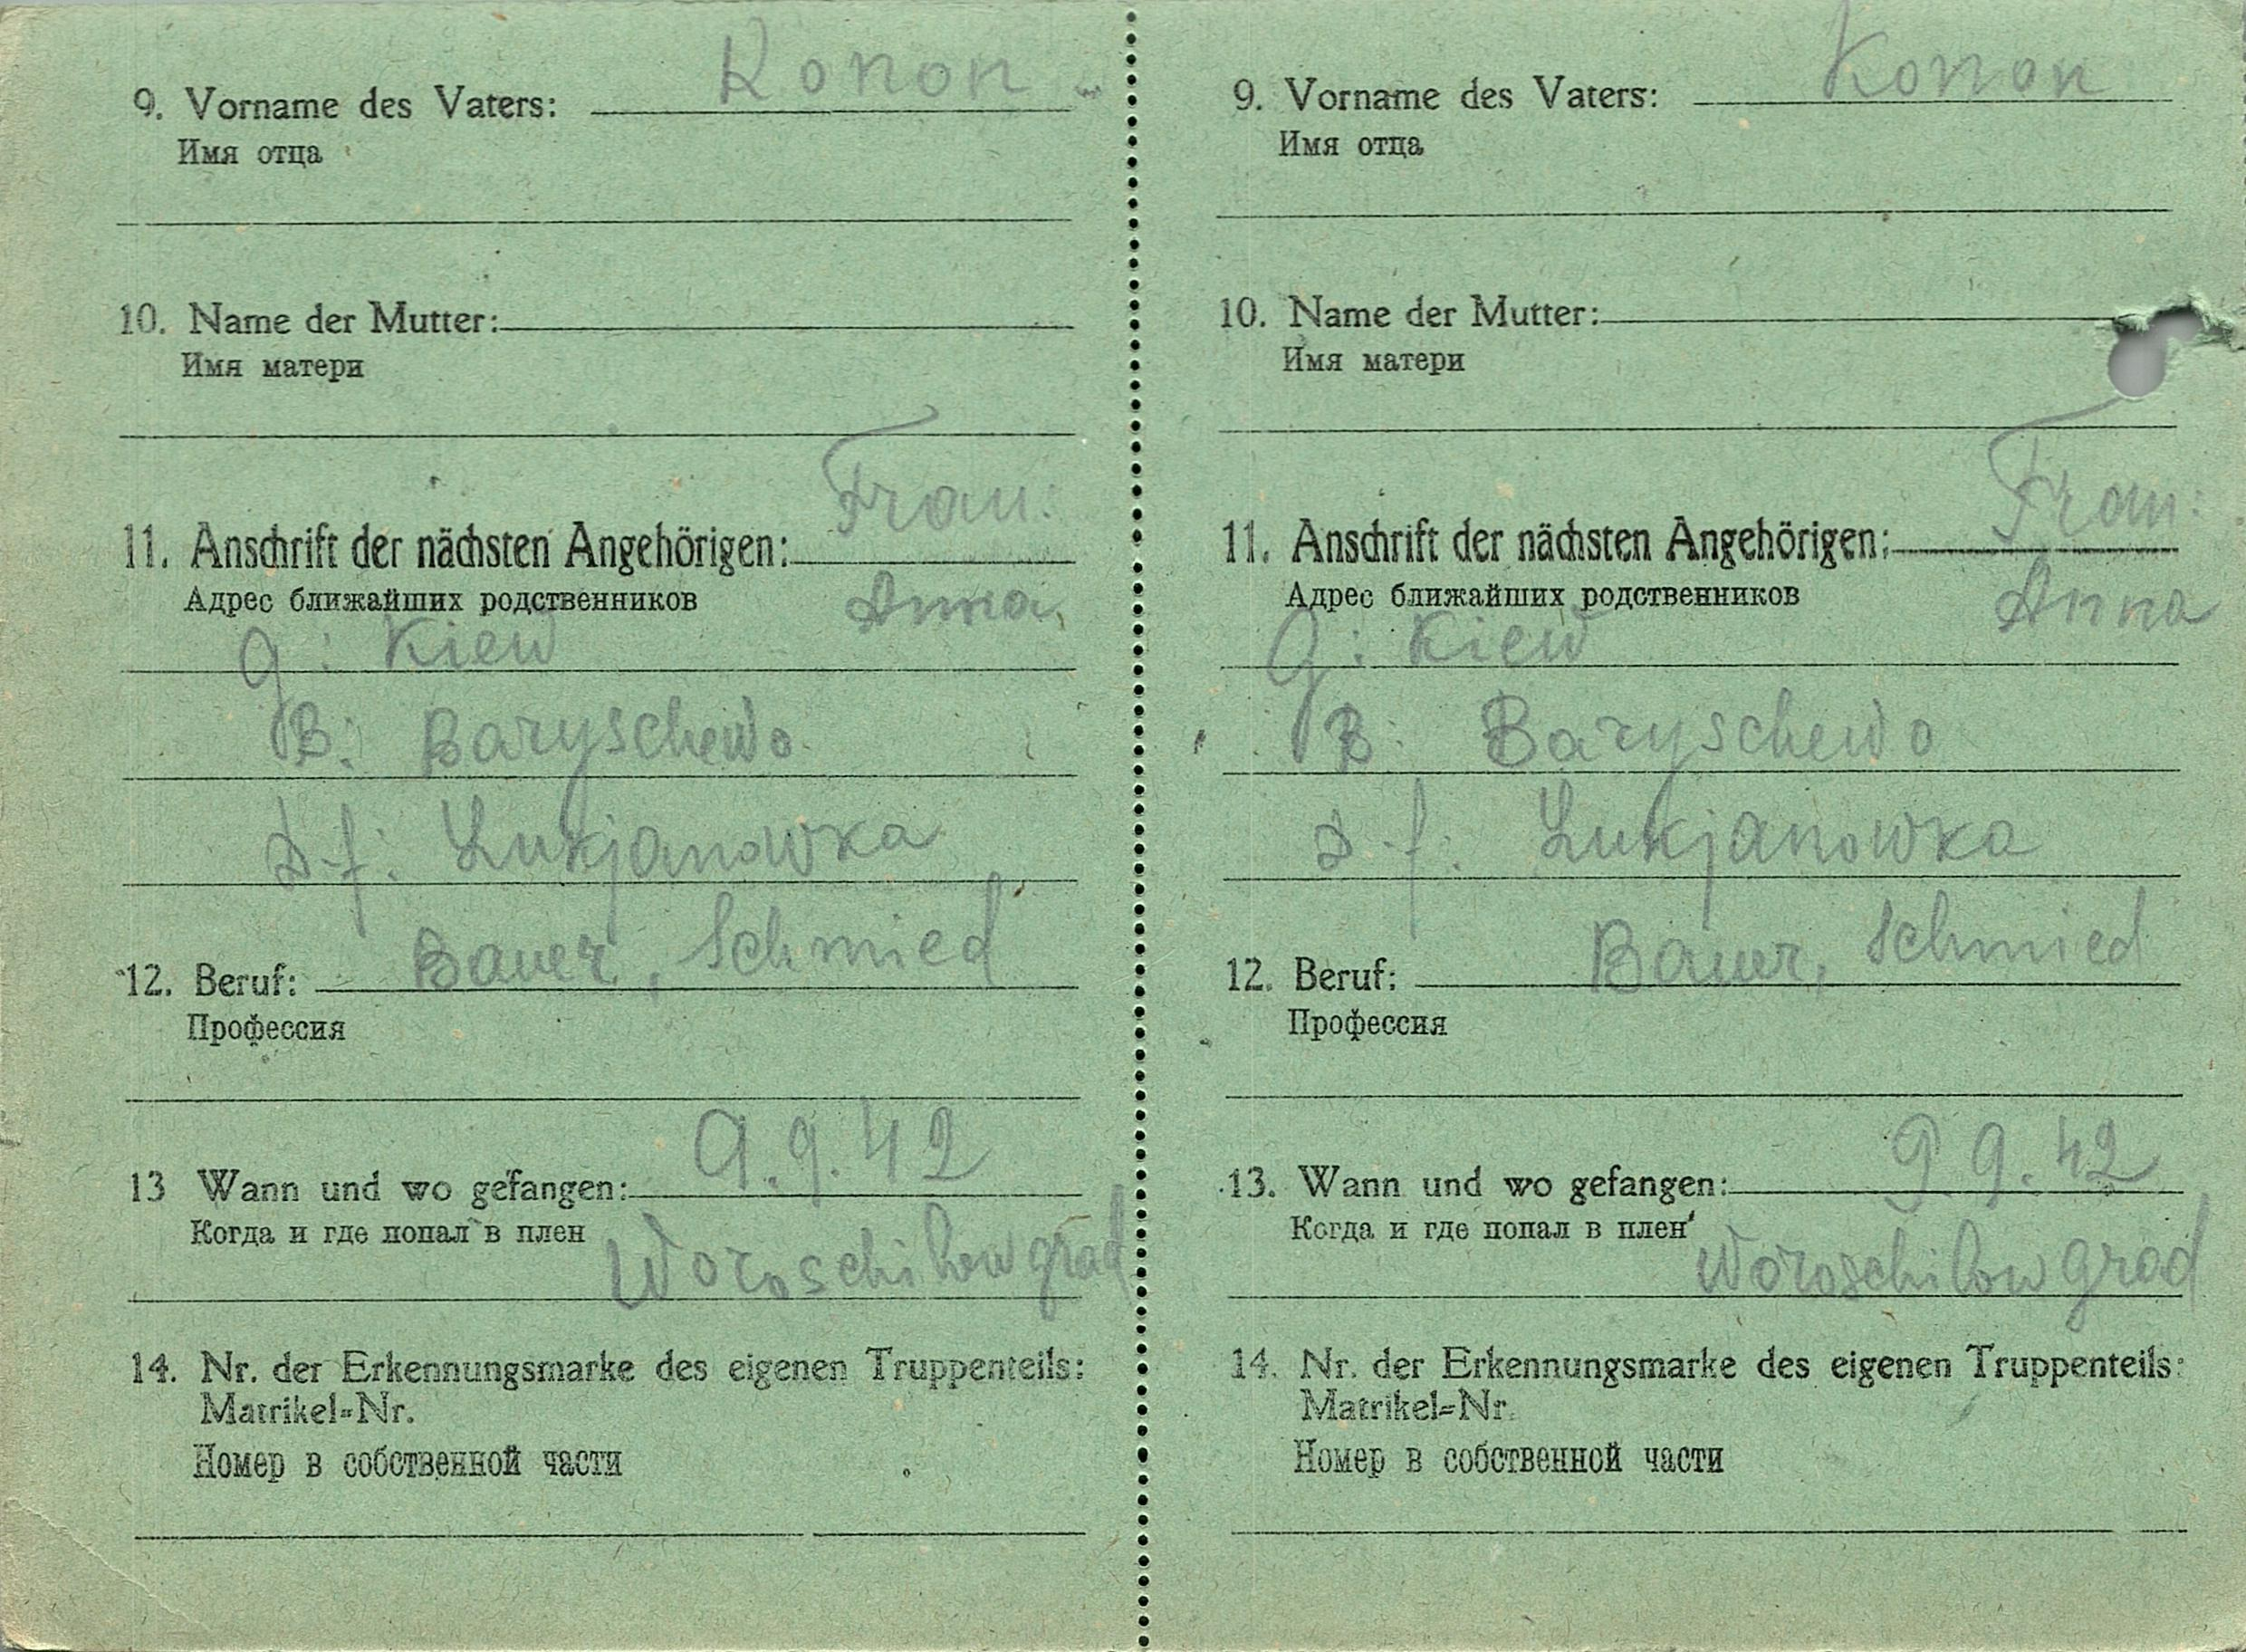 9. Vorname des Vaters: Konon
Имя отца
10. Name der Mutter:
Имя матери
Frau:
11. Anschrift der nächsten Angehörigen:
Адрес ближайших родственников Anna
G: Kiew
B: Baryschewo
D-f: Lukjanowka
12. Beruf: Bauer, Schmied
Профессия
13 Wann und wo gefangen: 9.9.42
Когда и где попал в плен
Woroschilowgrad
14. Nr. der Erkennungsmarke des eigenen Truppenteils:
Matrikel=Nr.
Номер в собственной части
9. Vorname des Vaters: Konon
Имя отца
10. Name der Mutter:
Имя матери
Frau:
11. Anschrift der nächsten Angehörigen:
Адрес ближайших родственников Anna
G: Kiew
B: Baryschewo
D-f: Lukjanowka
12. Beruf: Bauer, Schmied
Профессия
13. Wann und wo gefangen: 9 9. 42
Когда и где попал в плен
Woroschilowgrad
14. Nr. der Erkennungsmarke des eigenen Truppenteils:
Matrikel=Nr.
Номер в собственной части